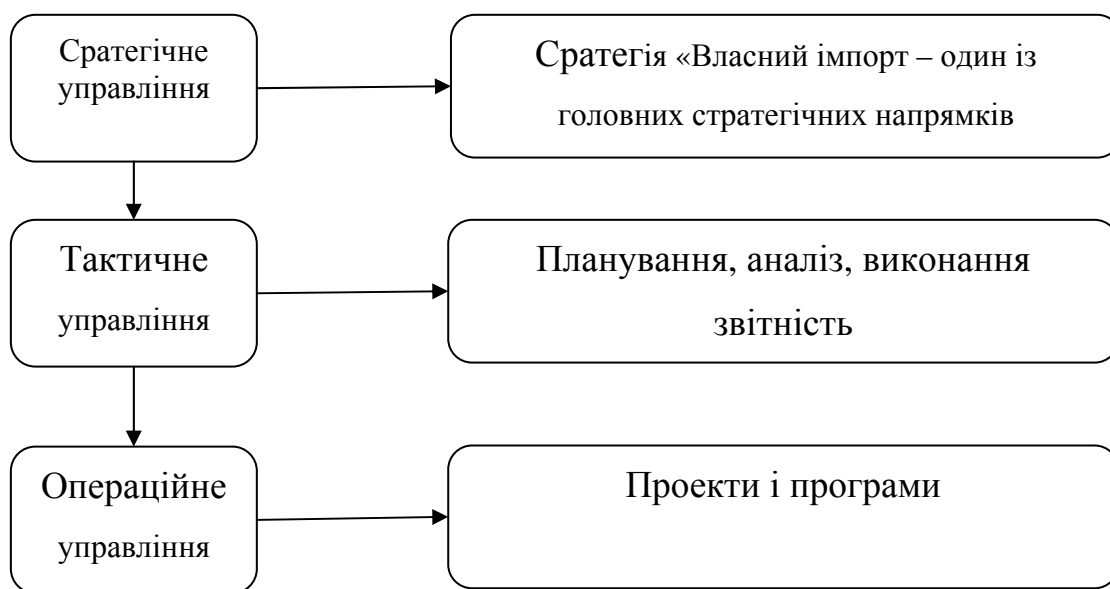 Сратегічне
управління
Сратегія «Власний імпорт – один із
головних стратегічних напрямків
Тактичне
управління
Планування, аналіз, виконання
звітність
Операційне
управління
Проекти і програми